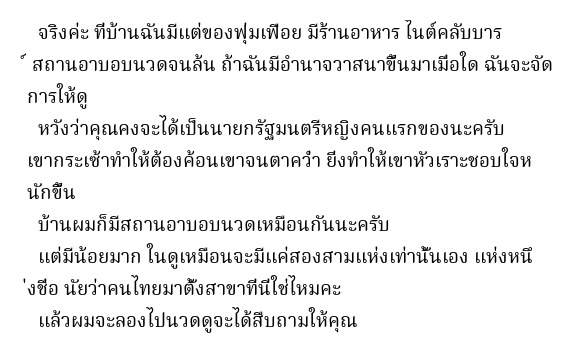 จริงค่ะ ที่บ้านฉันมีแต่ของฟุ่มเฟือย มีร้านอาหาร ไนต์คลับบาร
์ สถานอาบอบนวดจนล้น ถ้าฉันมีอำนาจวาสนาขึ้นมาเมื่อใด ฉันจะจัด
การให้ดู
หวังว่าคุณคงจะได้เป็นนายกรัฐมนตรีหญิงคนแรกของนะครับ
เขากระเซ้าทำให้ต้องค้อนเขาจนตาคว่ำ ยิ่งทำให้เขาหัวเราะชอบใจห
นักขึ้น
บ้านผมก็มีสถานอาบอบนวดเหมือนกันนะครับ
แต่มีน้อยมาก ในดูเหมือนจะมีแค่สองสามแห่งเท่านั้นเอง แห่งหนึ
่งชื่อ นัยว่าคนไทยมาตั้งสาขาที่นี่ใช่ไหมคะ
แล้วผมจะลองไปนวดดูจะได้สืบถามให้คุณ